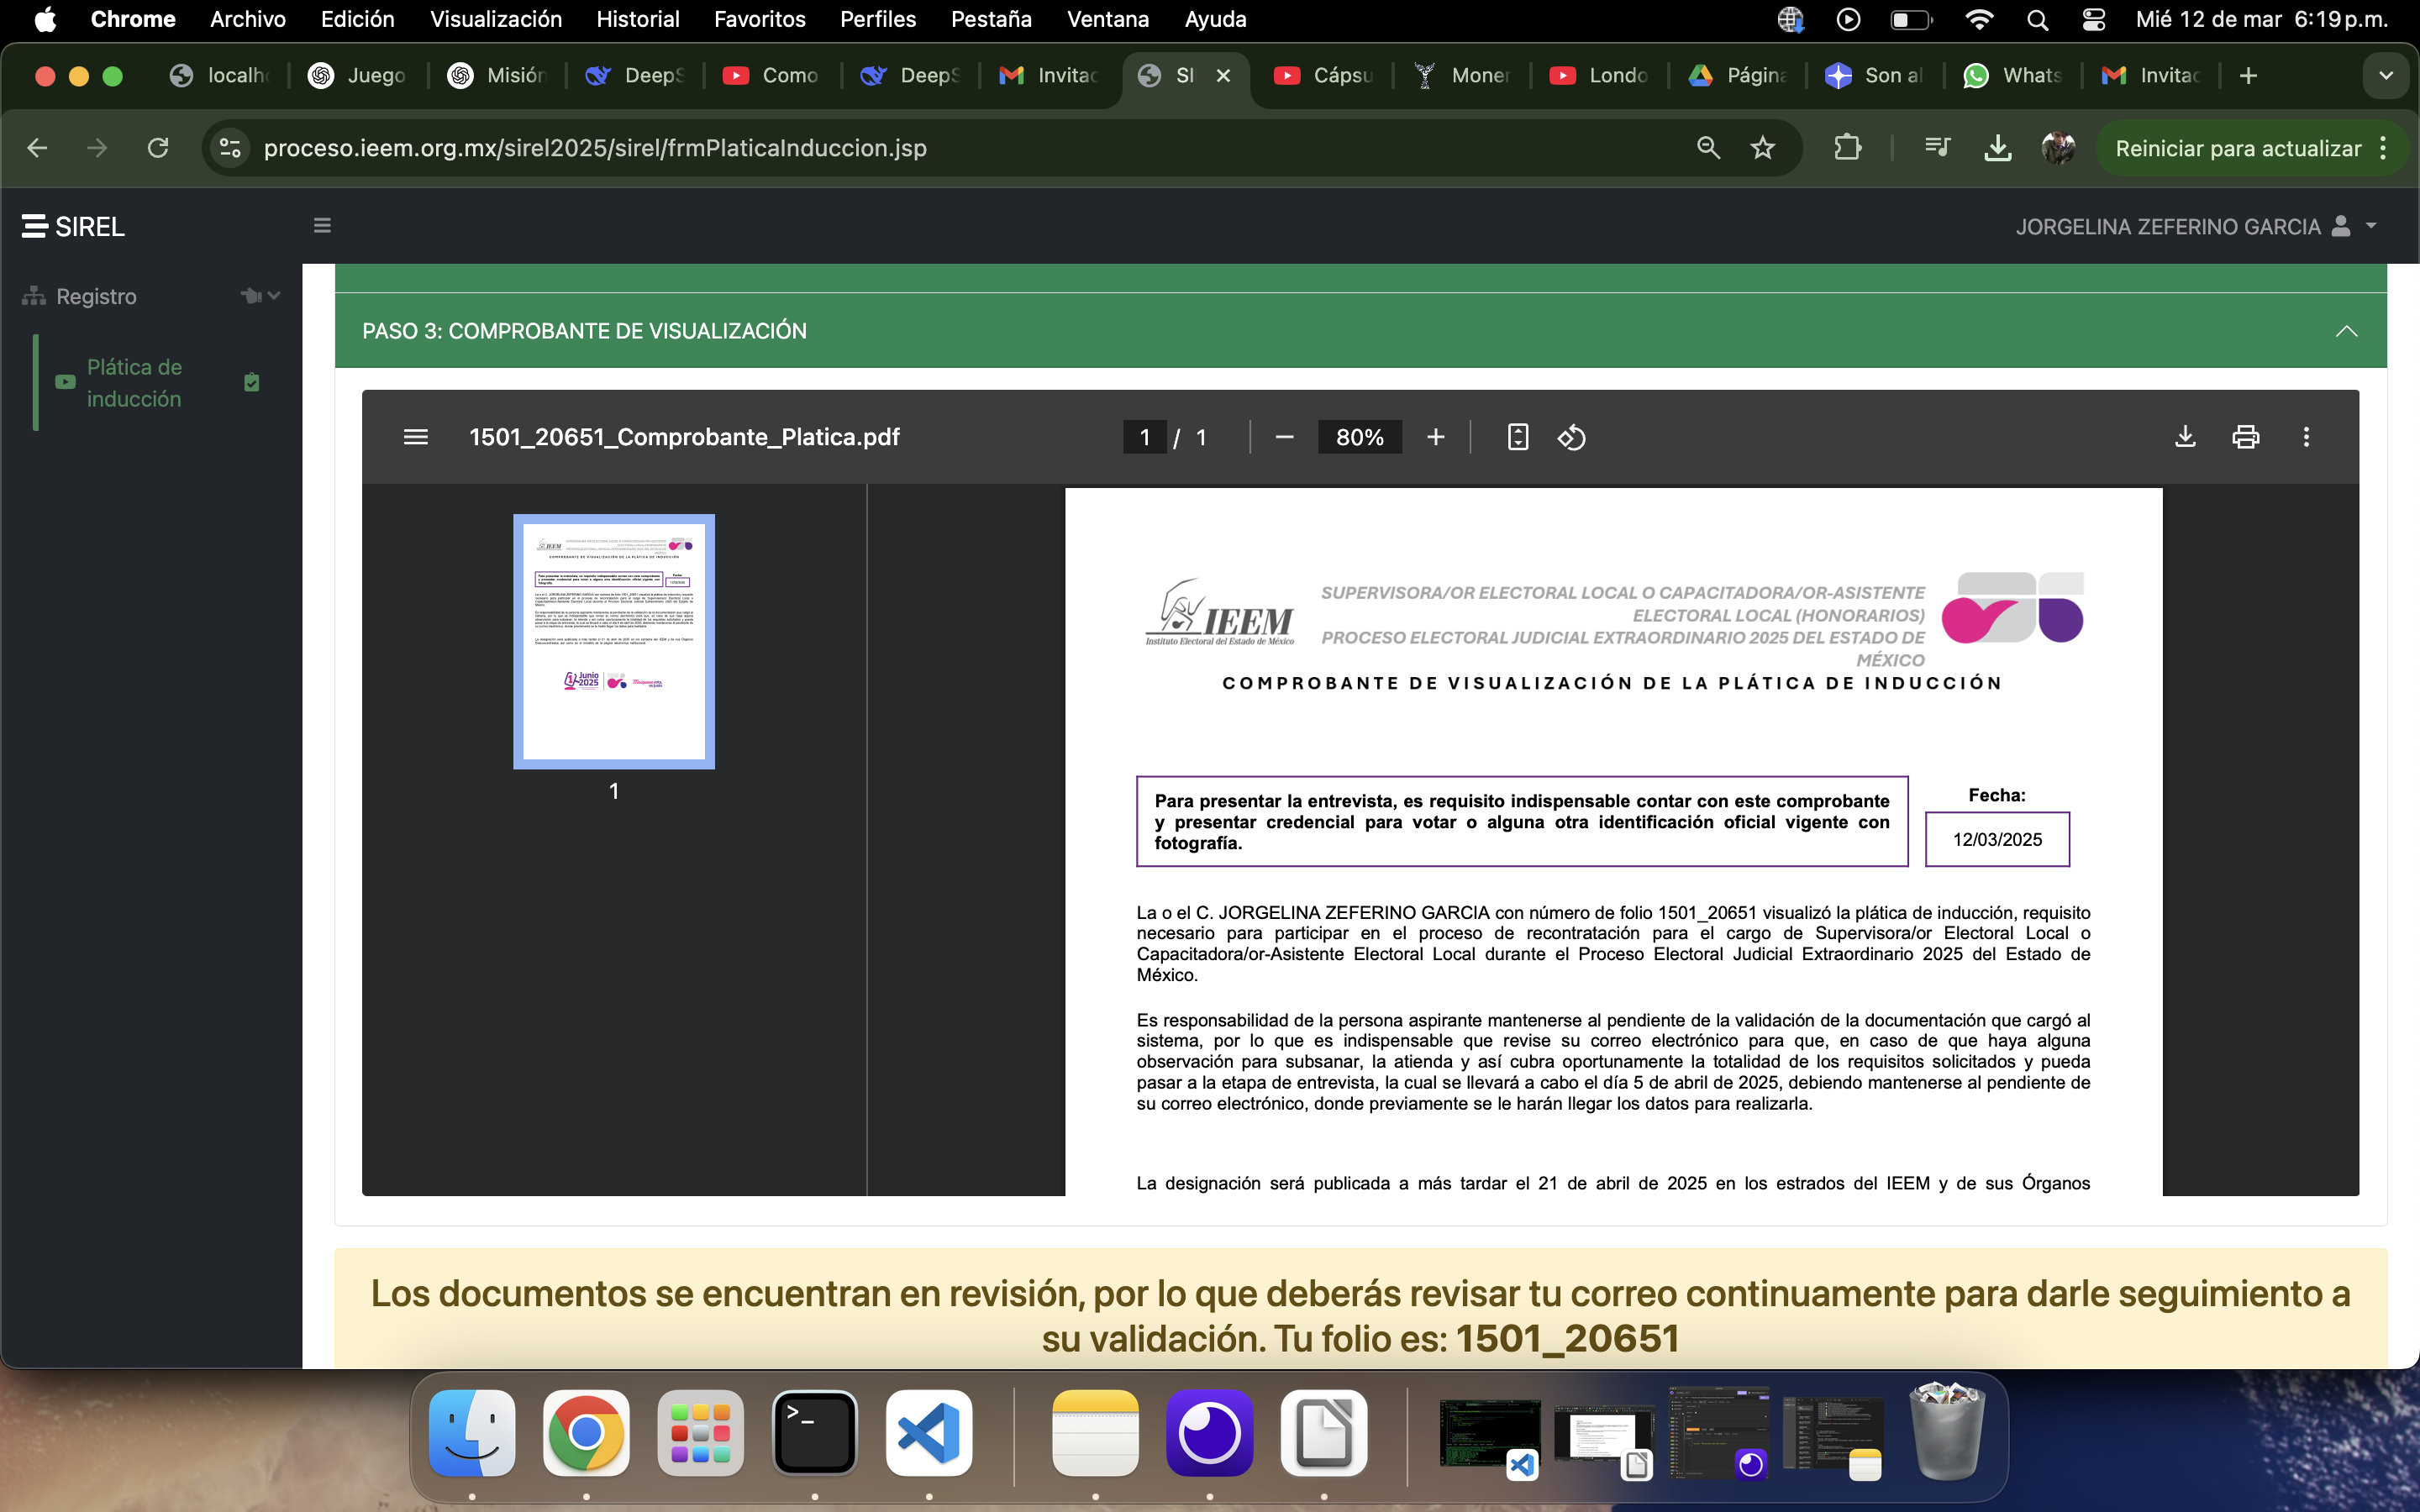 Chrome Archivo Edición Visualización Historial Favoritos Perfiles Pestaña Ventana Ayuda Mié 12 de mar 6:19 p.m.
localh Juego Misión DeepS Como DeepS Invitac SI Cápsu Moner Londo Página Son al Whats Invitac
proceso.ieem.org.mx/sirel2025/sirel/frmPlaticaInduccion.jsp Reiniciar para actualizar
SIREL JORGELINA ZEFERINO GARCIA
Registro
Plática de
inducción
PASO 3: COMPROBANTE DE VISUALIZACIÓN
1501_20651_Comprobante_Platica.pdf 1 / 1 80%
1
IEEM
Instituto Electoral del Estado de México
SUPERVISORA/OR ELECTORAL LOCAL O CAPACITADORA/OR-ASISTENTE
ELECTORAL LOCAL (HONORARIOS)
PROCESO ELECTORAL JUDICIAL EXTRAORDINARIO 2025 DEL ESTADO DE
MÉXICO
COMPROBANTE DE VISUALIZACIÓN DE LA PLÁTICA DE INDUCCIÓN
Para presentar la entrevista, es requisito indispensable contar con este comprobante
y presentar credencial para votar o alguna otra identificación oficial vigente con
fotografía.
Fecha:
12/03/2025
La o el C. JORGELINA ZEFERINO GARCIA con número de folio 1501_20651 visualizó la plática de inducción, requisito
necesario para participar en el proceso de recontratación para el cargo de Supervisora/or Electoral Local o
Capacitadora/or-Asistente Electoral Local durante el Proceso Electoral Judicial Extraordinario 2025 del Estado de
México.
Es responsabilidad de la persona aspirante mantenerse al pendiente de la validación de la documentación que cargó al
sistema, por lo que es indispensable que revise su correo electrónico para que, en caso de que haya alguna
observación para subsanar, la atienda y así cubra oportunamente la totalidad de los requisitos solicitados y pueda
pasar a la etapa de entrevista, la cual se llevará a cabo el día 5 de abril de 2025, debiendo mantenerse al pendiente de
su correo electrónico, donde previamente se le harán llegar los datos para realizarla.
La designación será publicada a más tardar el 21 de abril de 2025 en los estrados del IEEM y de sus Órganos
Los documentos se encuentran en revisión, por lo que deberás revisar tu correo continuamente para darle seguimiento a
su validación. Tu folio es: 1501_20651